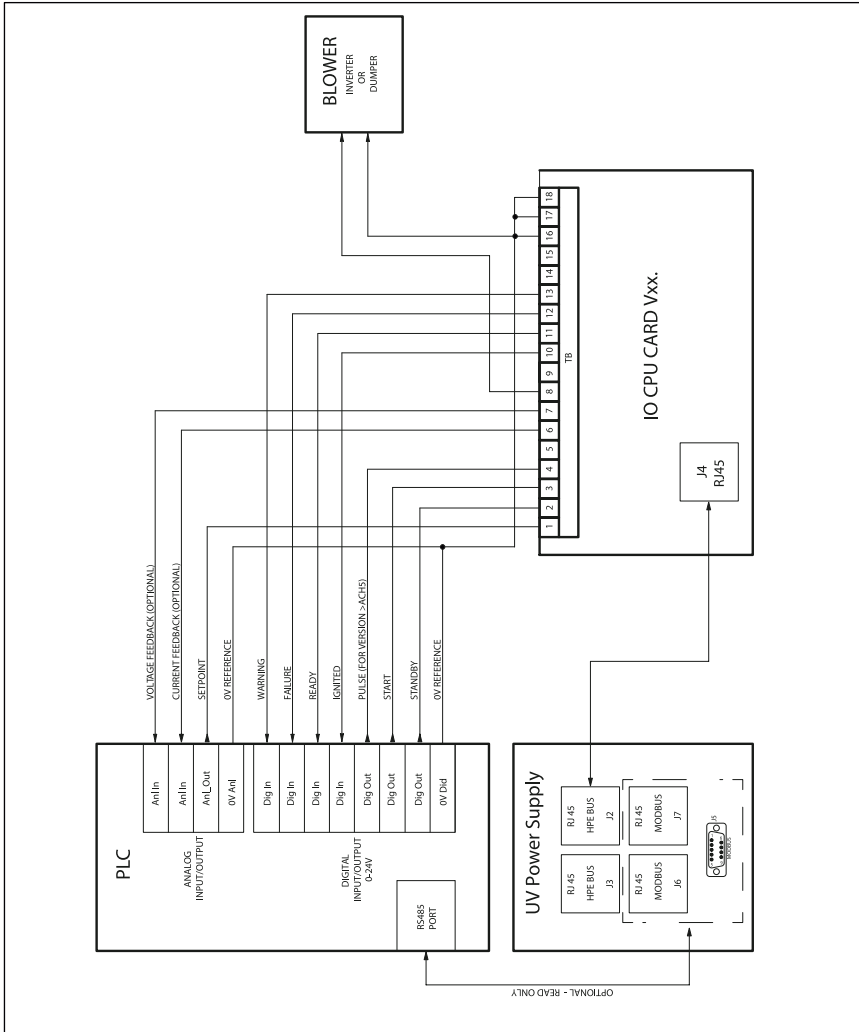 BLOWER
INVERTER
OR
DUMPER
VOLTAGE FEEDBACK (OPTIONAL)
CURRENT FEEDBACK (OPTIONAL)
SETPOINT
0V REFERENCE
WARNING
FAILURE
READY
IGNITED
PULSE (FOR VERSION >ACH5)
START
STANDBY
0V REFERENCE
PLC
Anl In
Anl In
Anl_Out
0V Anl
ANALOG
INPUT/OUTPUT
Dig In
Dig In
Dig In
Dig In
Dig Out
Dig Out
Dig Out
0V Did
DIGITAL
INPUT/OUTPUT
0-24V
RS485
PORT
1
2
3
4
5
6
7
8
9
10
11
12
13
14
15
16
17
18
TB
IO CPU CARD Vxx.
J4
RJ45
UV Power Supply
RJ 45
HPE BUS
J3
RJ 45
HPE BUS
J2
RJ 45
MODBUS
J6
RJ 45
MODBUS
J7
J5
MODBUS
OPTIONAL - READ ONLY